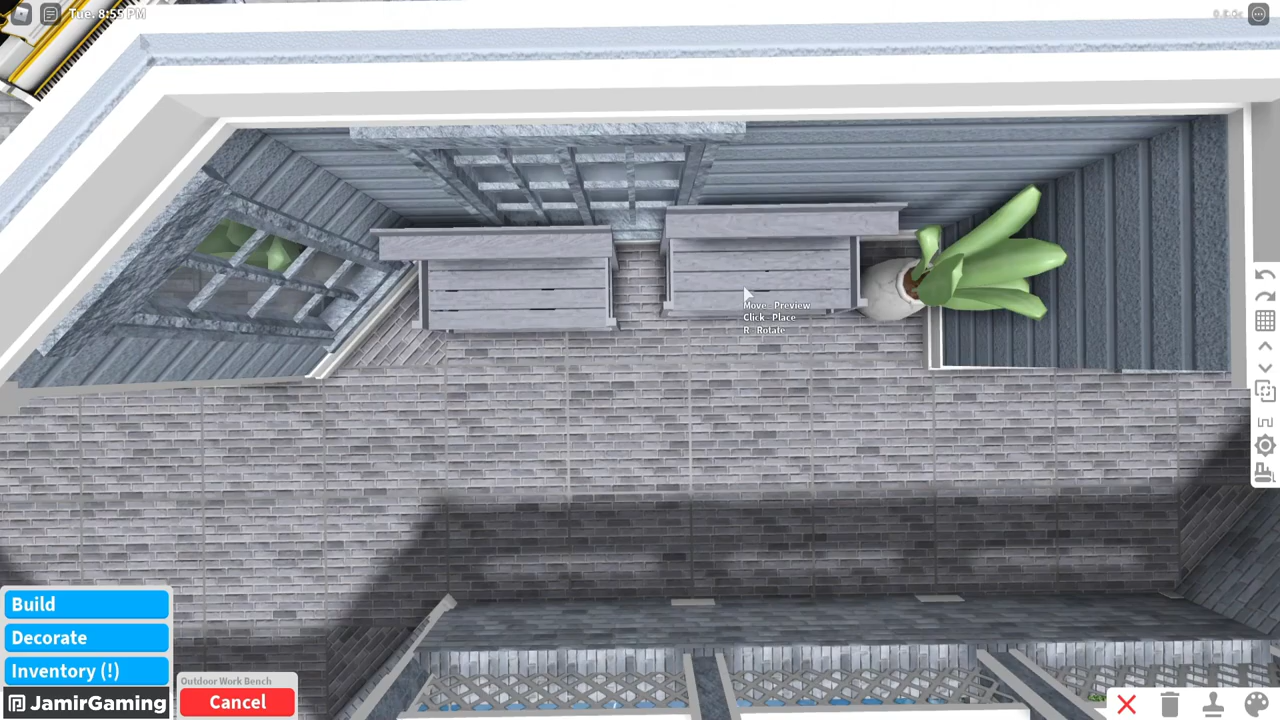 Tue. 8:55 PM
Move Preview
Click Place
R Rotate
Build
Decorate
Inventory (!)
JamirGaming
Outdoor Work Bench
Cancel